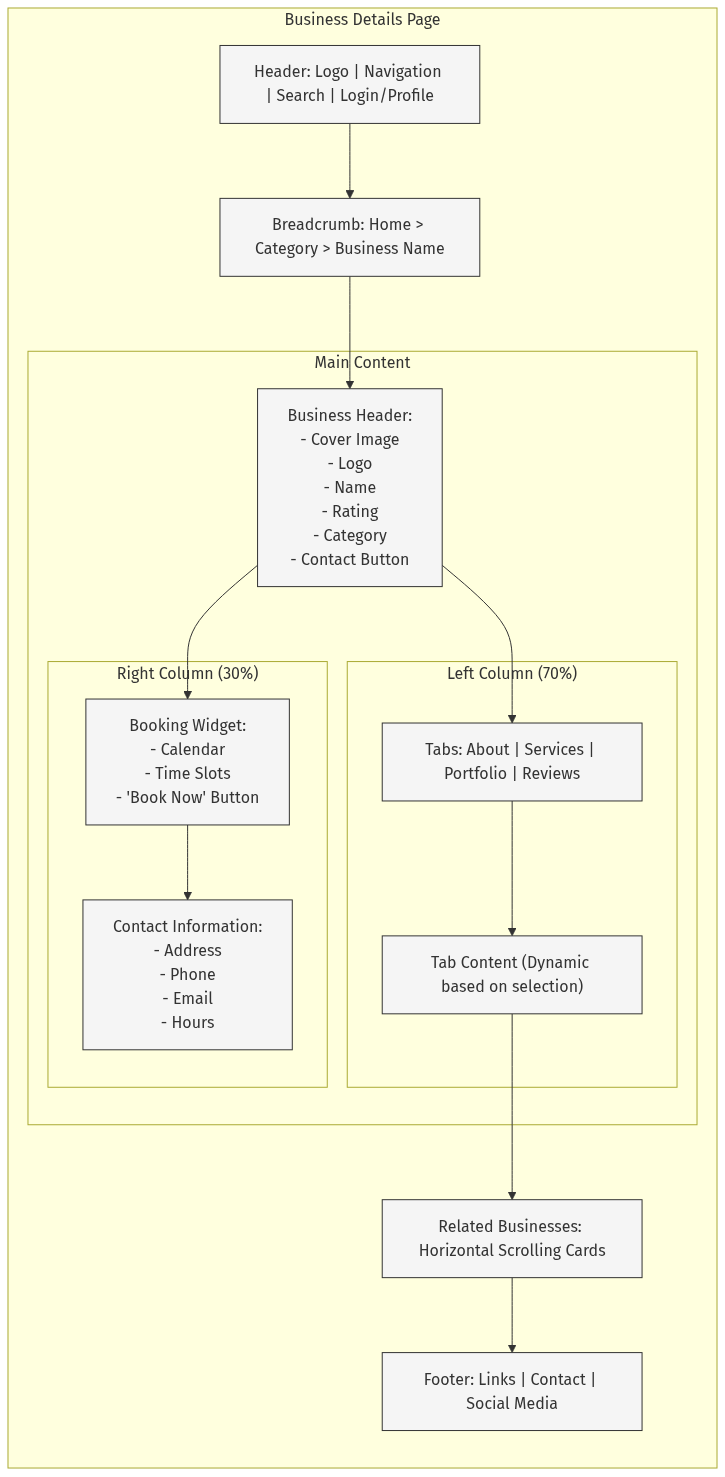 Business Details Page
Header: Logo | Navigation
| Search | Login/Profile
Breadcrumb: Home >
Category > Business Name
Main Content
Business Header:
- Cover Image
- Logo
- Name
- Rating
- Category
- Contact Button
Right Column (30%)
Booking Widget:
- Calendar
- Time Slots
- 'Book Now' Button
Contact Information:
- Address
- Phone
- Email
- Hours
Left Column (70%)
Tabs: About | Services |
Portfolio | Reviews
Tab Content (Dynamic
based on selection)
Related Businesses:
Horizontal Scrolling Cards
Footer: Links | Contact |
Social Media